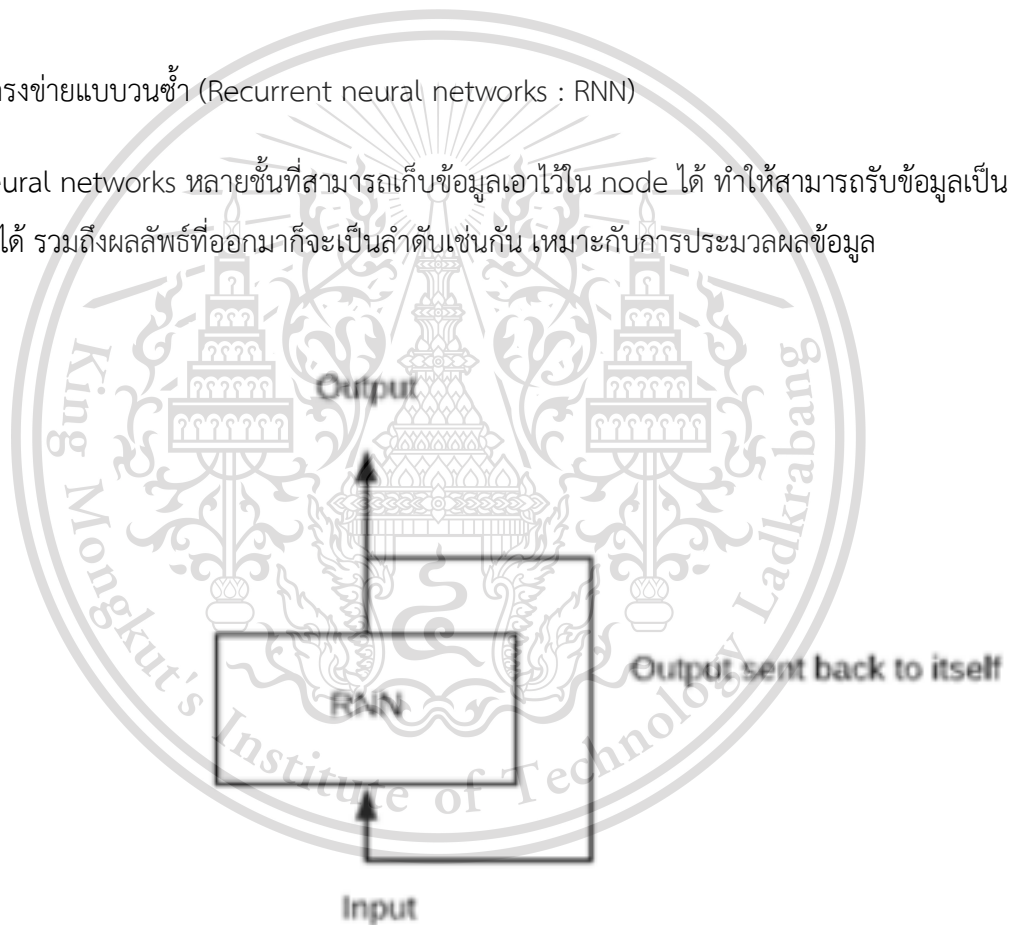 รงข่ายแบบวนซ้ำ (Recurrent neural networks : RNN)
eural networks หลายชั้นที่สามารถเก็บข้อมูลเอาไว้ใน node ได้ ทำให้สามารถรับข้อมูลเป็น
ได้ รวมถึงผลลัพธ์ที่ออกมาก็จะเป็นลำดับเช่นกัน เหมาะกับการประมวลผลข้อมูล
Output
RNN
Output sent back to itself
Input
King Mongkut's Institute of Technology Ladkrabang